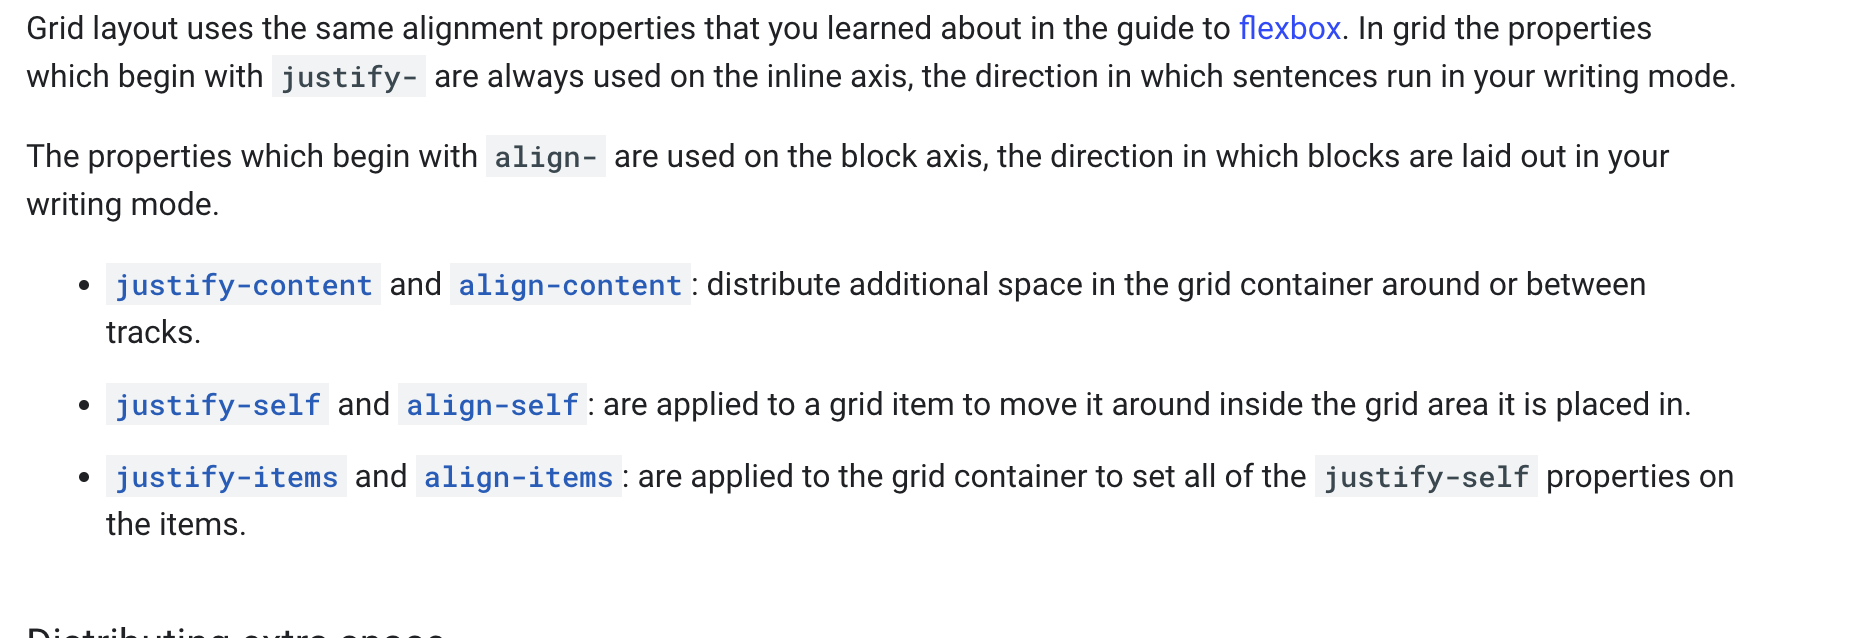 Grid layout uses the same alignment properties that you learned about in the guide to flexbox. In grid the properties
which begin with justify- are always used on the inline axis, the direction in which sentences run in your writing mode.
The properties which begin with align- are used on the block axis, the direction in which blocks are laid out in your
writing mode.
• justify-content and align-content: distribute additional space in the grid container around or between
tracks.
• justify-self and align-self: are applied to a grid item to move it around inside the grid area it is placed in.
• justify-items and align-items: are applied to the grid container to set all of the justify-self properties on
the items.
Distributing extra space